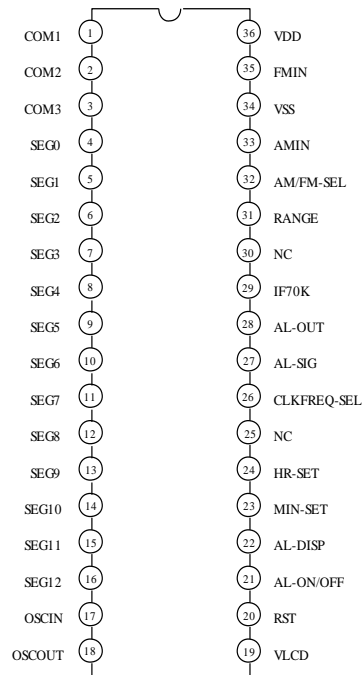 COM1 1 36 VDD
COM2 2 35 FMIN
COM3 3 34 VSS
SEG0 4 33 AMIN
SEG1 5 32 AM/FM-SEL
SEG2 6 31 RANGE
SEG3 7 30 NC
SEG4 8 29 IF70K
SEG5 9 28 AL-OUT
SEG6 10 27 AL-SIG
SEG7 11 26 CLKFREQ-SEL
SEG8 12 25 NC
SEG9 13 24 HR-SET
SEG10 14 23 MIN-SET
SEG11 15 22 AL-DISP
SEG12 16 21 AL-ON/OFF
OSCIN 17 20 RST
OSCOUT 18 19 VLCD